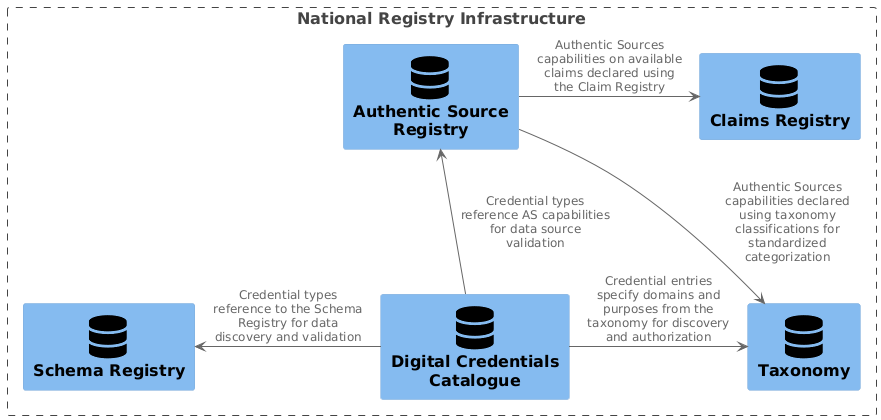 National Registry Infrastructure
Authentic Source
Registry
Authentic Sources
capabilities on available
claims declared using
the Claim Registry
Claims Registry
Credential types
reference AS capabilities
for data source
validation
Authentic Sources
capabilities declared
using taxonomy
classifications for
standardized
categorization
Schema Registry
Credential types
reference to the Schema
Registry for data
discovery and validation
Digital Credentials
Catalogue
Credential entries
specify domains and
purposes from the
taxonomy for discovery
and authorization
Taxonomy